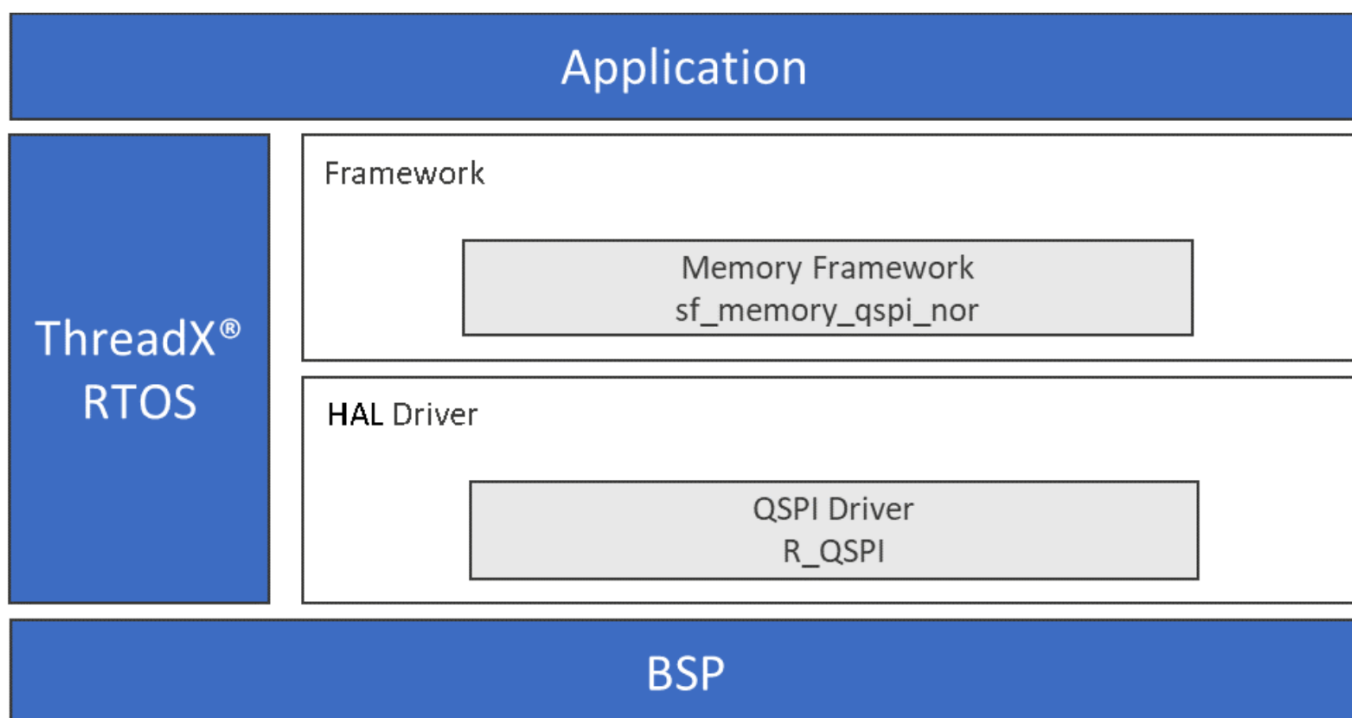 Application
ThreadX®
RTOS
Framework
Memory Framework
sf_memory_qspi_nor
HAL Driver
QSPI Driver
R_QSPI
BSP